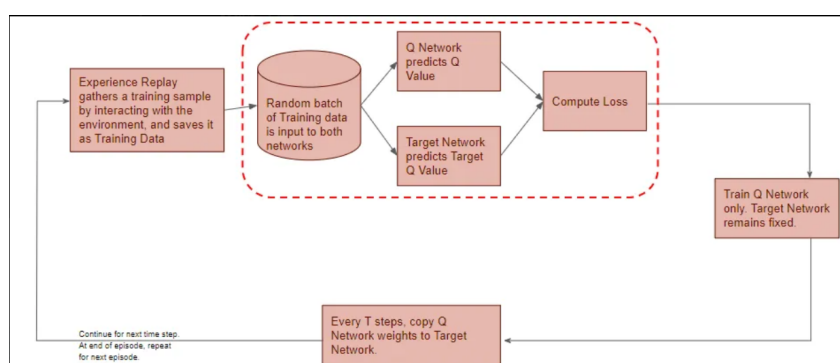 Experience Replay
gathers a training sample
by interacting with the
environment, and saves it
as Training Data
Random batch
of Training data
is input to both
networks
Q Network
predicts Q
Value
Target Network
predicts Target
Q Value
Compute Loss
Train Q Network
only. Target Network
remains fixed.
Every T steps, copy Q
Network weights to Target
Network.
Continue for next time step.
At end of episode, repeat
for next episode.